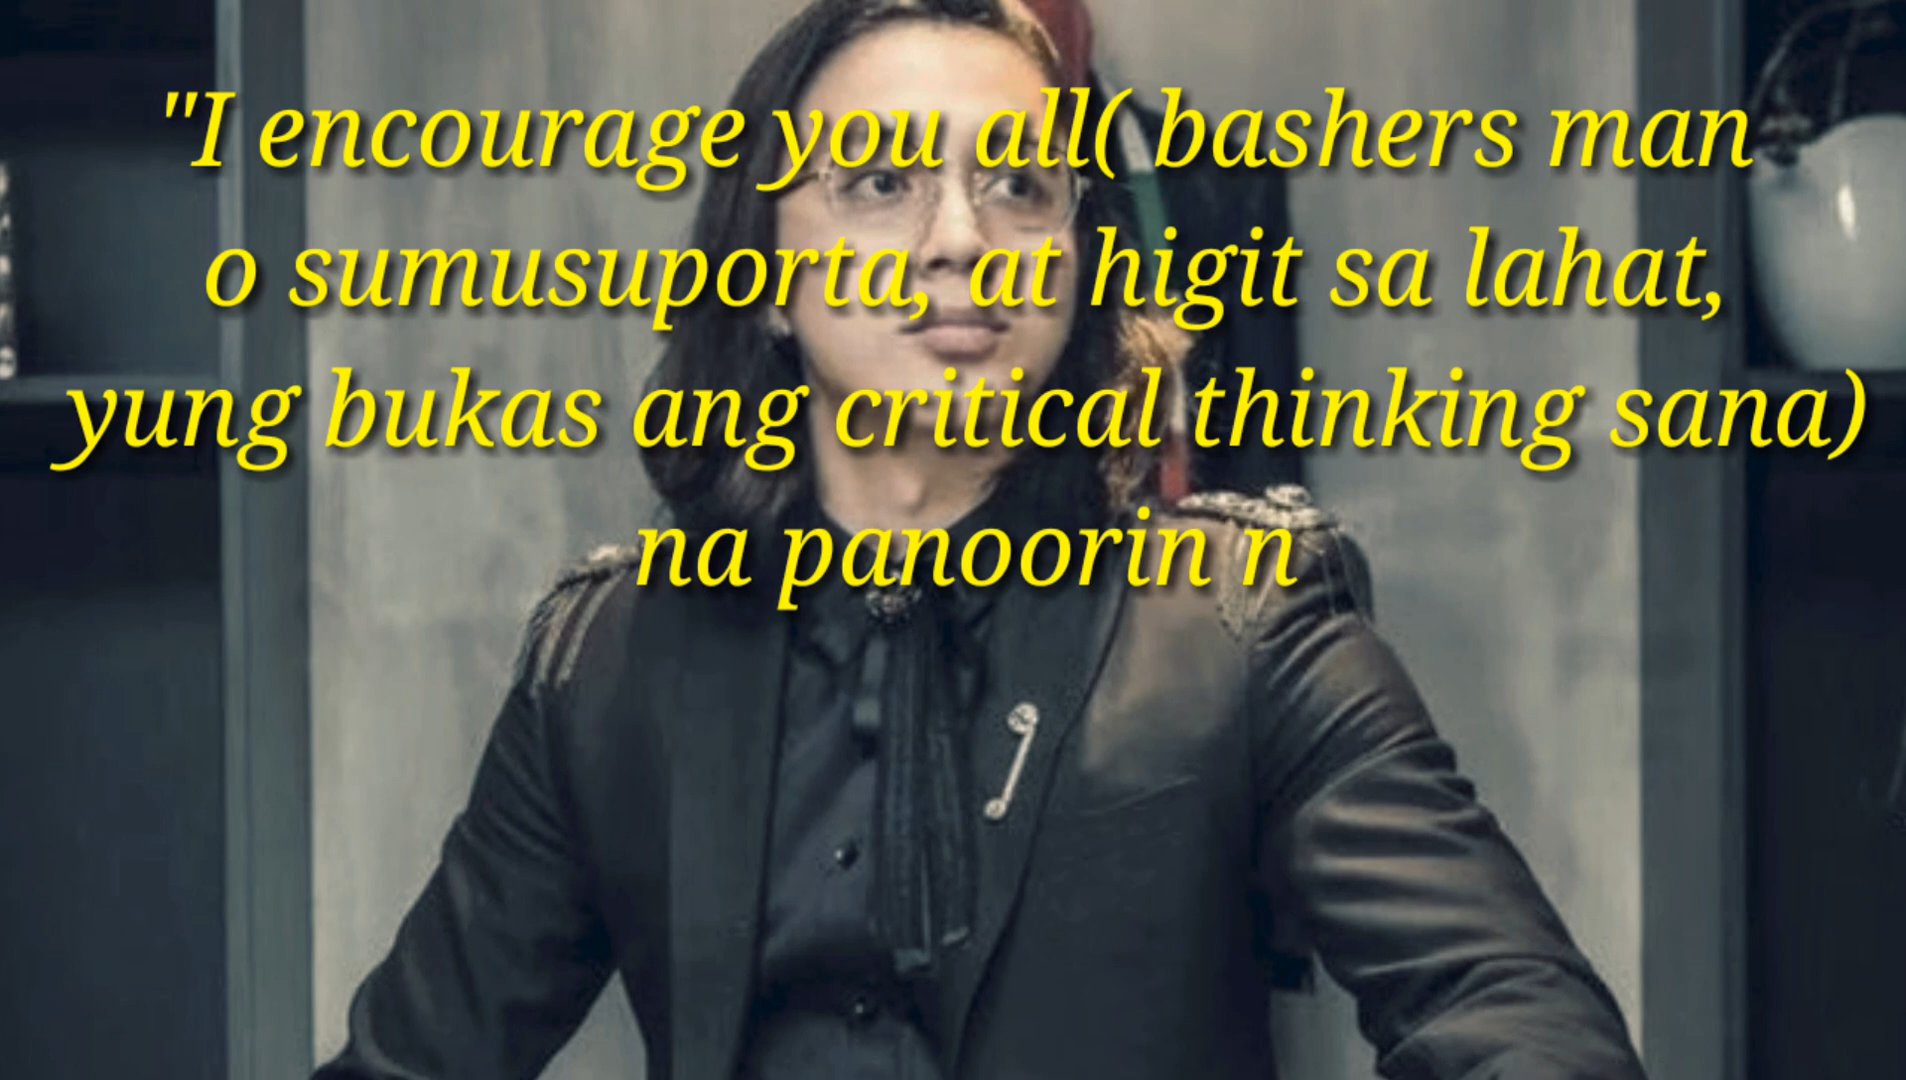 "I encourage you all( bashers man
o sumusuporta, at higit sa lahat,
yung bukas ang critical thinking sana)
na panoorin n